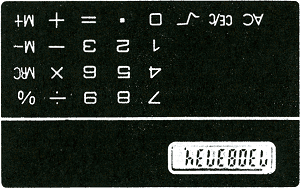 7 8 9 ÷ %
4 5 6 × MRC
1 2 3 − M−
AC CE/C √ 0 · = + M+